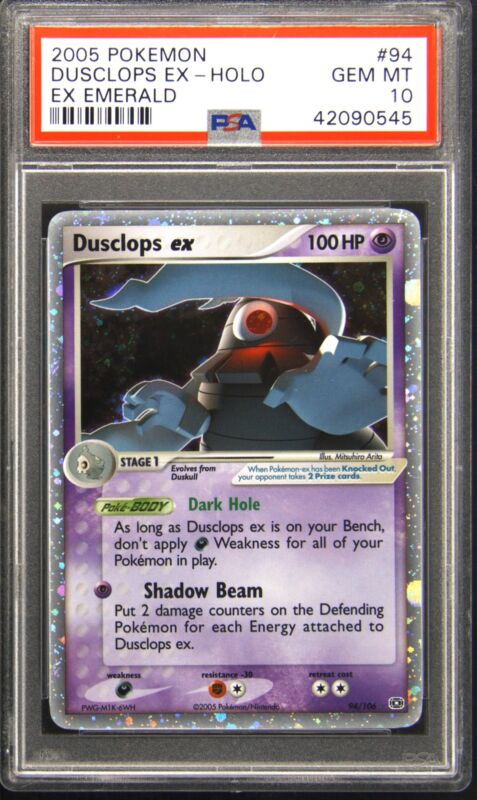 2005 POKEMON #94
DUSCLOPS EX – HOLO GEM MT
EX EMERALD 10
PSA 42090545
Dusclops ex 100 HP
Illus. Mitsuhiro Arita
STAGE 1
Evolves from
Duskull
When Pokémon-ex has been Knocked Out,
your opponent takes 2 Prize cards.
Poké-BODY Dark Hole
As long as Dusclops ex is on your Bench,
don't apply Weakness for all of your
Pokémon in play.
Shadow Beam
Put 2 damage counters on the Defending
Pokémon for each Energy attached to
Dusclops ex.
weakness resistance -30 retreat cost
PWG-M1K-6WH ©2005 Pokémon/Nintendo 94/106
PSA